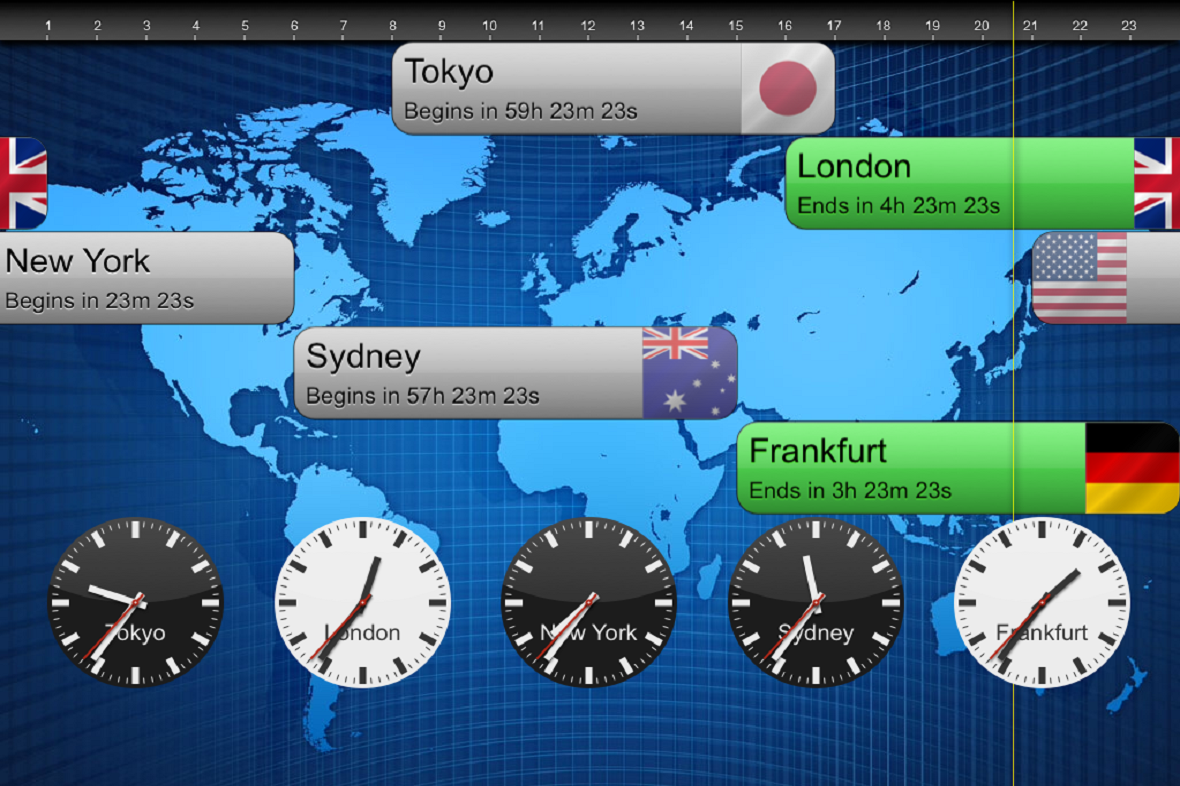 1 2 3 4 5 6 7 8 9 10 11 12 13 14 15 16 17 18 19 20 21 22 23
Tokyo
Begins in 59h 23m 23s
London
Ends in 4h 23m 23s
New York
Begins in 23m 23s
Sydney
Begins in 57h 23m 23s
Frankfurt
Ends in 3h 23m 23s
Tokyo London New York Sydney Frankfurt